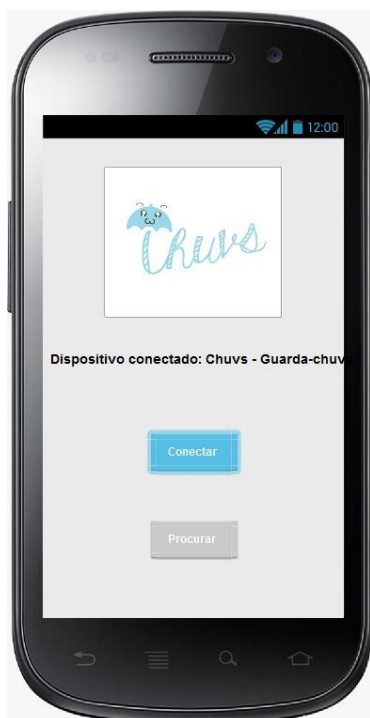 12:00
Chuvs
Dispositivo conectado: Chuvs - Guarda-chuva
Conectar
Procurar